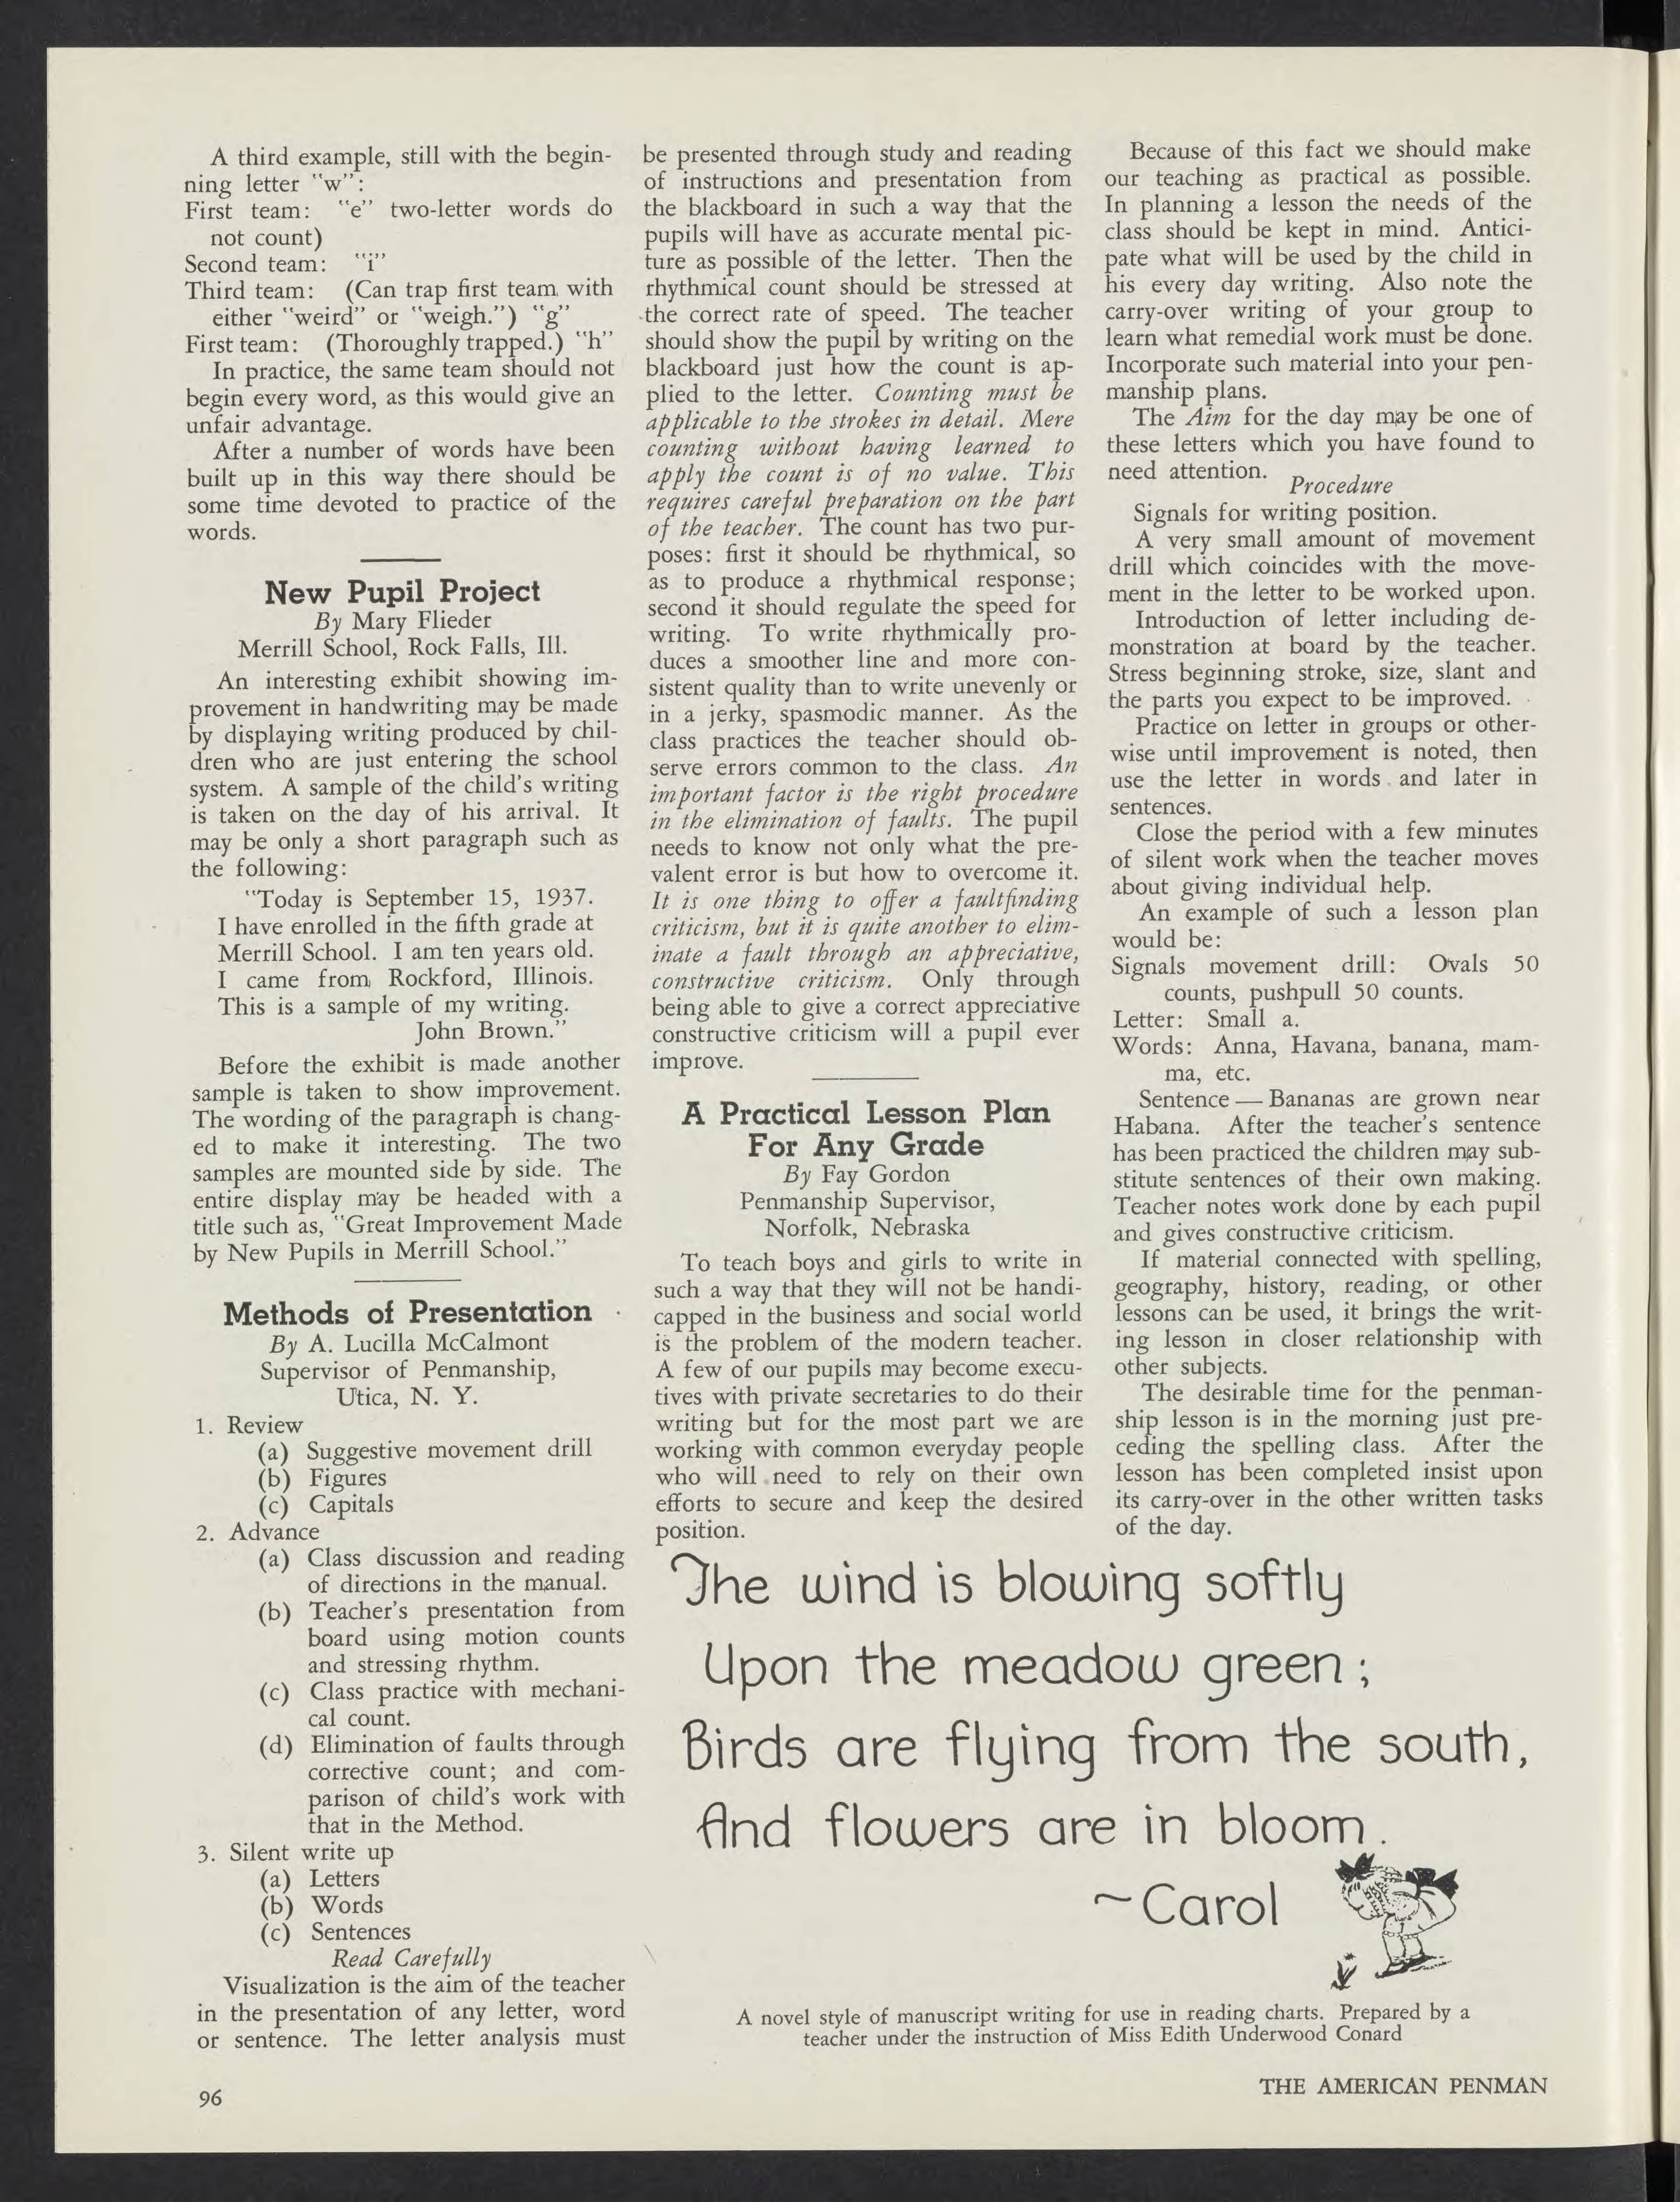 A third example, still with the begin-
ning letter "w":
First team: "e" two-letter words do
not count)
Second team: "i"
Third team: (Can trap first team with
either "weird" or "weigh.") "g"
First team: (Thoroughly trapped.) "h"
In practice, the same team should not
begin every word, as this would give an
unfair advantage.
After a number of words have been
built up in this way there should be
some time devoted to practice of the
words.
New Pupil Project
By Mary Flieder
Merrill School, Rock Falls, Ill.
An interesting exhibit showing im-
provement in handwriting may be made
by displaying writing produced by chil-
dren who are just entering the school
system. A sample of the child's writing
is taken on the day of his arrival. It
may be only a short paragraph such as
the following:
"Today is September 15, 1937.
I have enrolled in the fifth grade at
Merrill School. I am ten years old.
I came from Rockford, Illinois.
This is a sample of my writing.
John Brown."
Before the exhibit is made another
sample is taken to show improvement.
The wording of the paragraph is chang-
ed to make it interesting. The two
samples are mounted side by side. The
entire display may be headed with a
title such as, "Great Improvement Made
by New Pupils in Merrill School."
Methods of Presentation
By A. Lucilla McCalmont
Supervisor of Penmanship,
Utica, N. Y.
1. Review
(a) Suggestive movement drill
(b) Figures
(c) Capitals
2. Advance
(a) Class discussion and reading
of directions in the manual.
(b) Teacher's presentation from
board using motion counts
and stressing rhythm.
(c) Class practice with mechani-
cal count.
(d) Elimination of faults through
corrective count; and com-
parison of child's work with
that in the Method.
3. Silent write up
(a) Letters
(b) Words
(c) Sentences
Read Carefully
Visualization is the aim of the teacher
in the presentation of any letter, word
or sentence. The letter analysis must
be presented through study and reading
of instructions and presentation from
the blackboard in such a way that the
pupils will have as accurate mental pic-
ture as possible of the letter. Then the
rhythmical count should be stressed at
the correct rate of speed. The teacher
should show the pupil by writing on the
blackboard just how the count is ap-
plied to the letter. Counting must be
applicable to the strokes in detail. Mere
counting without having learned to
apply the count is of no value. This
requires careful preparation on the part
of the teacher. The count has two pur-
poses: first it should be rhythmical, so
as to produce a rhythmical response;
second it should regulate the speed for
writing. To write rhythmically pro-
duces a smoother line and more con-
sistent quality than to write unevenly or
in a jerky, spasmodic manner. As the
class practices the teacher should ob-
serve errors common to the class. An
important factor is the right procedure
in the elimination of faults. The pupil
needs to know not only what the pre-
valent error is but how to overcome it.
It is one thing to offer a faultfinding
criticism, but it is quite another to elim-
inate a fault through an appreciative,
constructive criticism. Only through
being able to give a correct appreciative
constructive criticism will a pupil ever
improve.
A Practical Lesson Plan
For Any Grade
By Fay Gordon
Penmanship Supervisor,
Norfolk, Nebraska
To teach boys and girls to write in
such a way that they will not be handi-
capped in the business and social world
is the problem of the modern teacher.
A few of our pupils may become execu-
tives with private secretaries to do their
writing but for the most part we are
working with common everyday people
who will need to rely on their own
efforts to secure and keep the desired
position.
Because of this fact we should make
our teaching as practical as possible.
In planning a lesson the needs of the
class should be kept in mind. Antici-
pate what will be used by the child in
his every day writing. Also note the
carry-over writing of your group to
learn what remedial work must be done.
Incorporate such material into your pen-
manship plans.
The Aim for the day may be one of
these letters which you have found to
need attention.
Procedure
Signals for writing position.
A very small amount of movement
drill which coincides with the move-
ment in the letter to be worked upon.
Introduction of letter including de-
monstration at board by the teacher.
Stress beginning stroke, size, slant and
the parts you expect to be improved.
Practice on letter in groups or other-
wise until improvement is noted, then
use the letter in words and later in
sentences.
Close the period with a few minutes
of silent work when the teacher moves
about giving individual help.
An example of such a lesson plan
would be:
Signals movement drill: Ovals 50
counts, pushpull 50 counts.
Letter: Small a.
Words: Anna, Havana, banana, mam-
ma, etc.
Sentence — Bananas are grown near
Habana. After the teacher's sentence
has been practiced the children may sub-
stitute sentences of their own making.
Teacher notes work done by each pupil
and gives constructive criticism.
If material connected with spelling,
geography, history, reading, or other
lessons can be used, it brings the writ-
ing lesson in closer relationship with
other subjects.
The desirable time for the penman-
ship lesson is in the morning just pre-
ceding the spelling class. After the
lesson has been completed insist upon
its carry-over in the other written tasks
of the day.
The wind is blowing softly
Upon the meadow green;
Birds are flying from the south,
And flowers are in bloom.
~Carol
A novel style of manuscript writing for use in reading charts. Prepared by a
teacher under the instruction of Miss Edith Underwood Conard
96
THE AMERICAN PENMAN